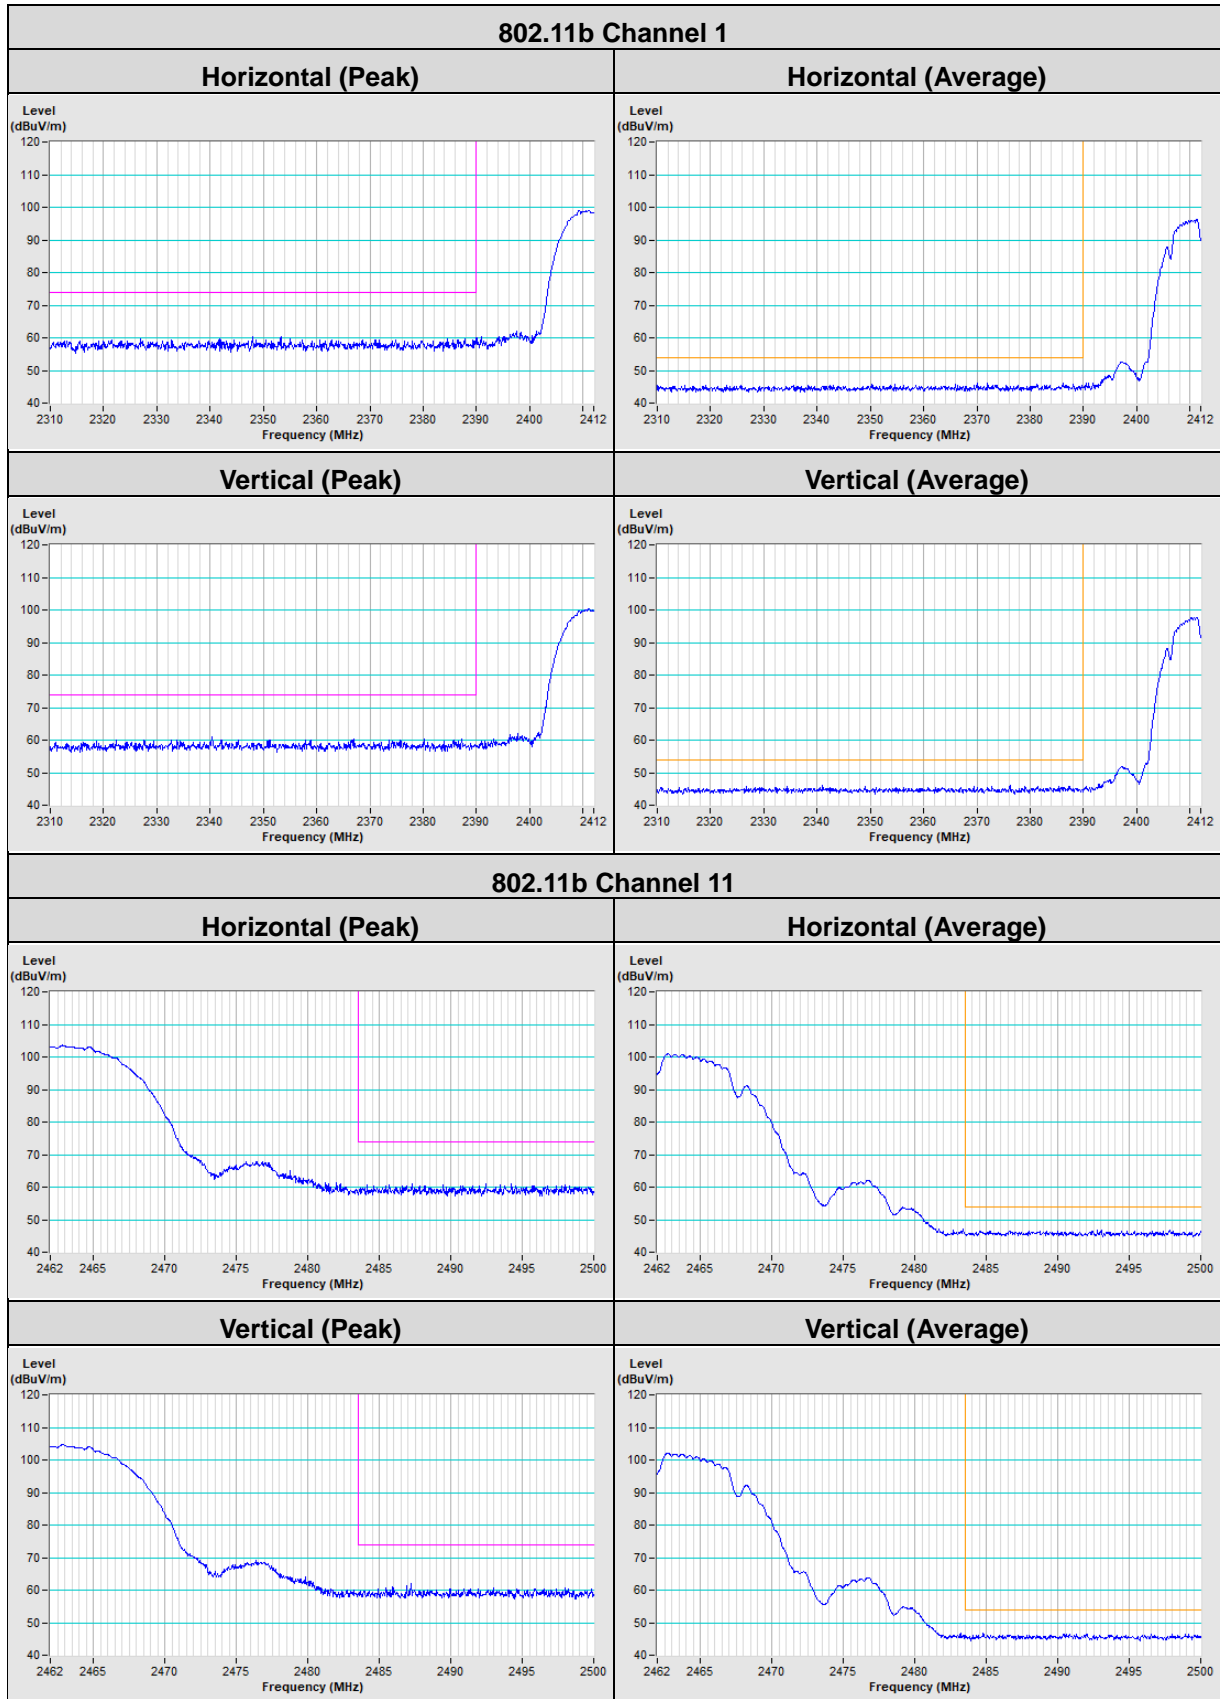 802.11b Channel 1
Horizontal (Peak)
Horizontal (Average)
Level
(dBuV/m)
120
110
100
90
80
70
60
50
40
2310 2320 2330 2340 2350 2360 2370 2380 2390 2400 2412
Frequency (MHz)
Level
(dBuV/m)
120
110
100
90
80
70
60
50
40
2310 2320 2330 2340 2350 2360 2370 2380 2390 2400 2412
Frequency (MHz)
Vertical (Peak)
Vertical (Average)
Level
(dBuV/m)
120
110
100
90
80
70
60
50
40
2310 2320 2330 2340 2350 2360 2370 2380 2390 2400 2412
Frequency (MHz)
Level
(dBuV/m)
120
110
100
90
80
70
60
50
40
2310 2320 2330 2340 2350 2360 2370 2380 2390 2400 2412
Frequency (MHz)
802.11b Channel 11
Horizontal (Peak)
Horizontal (Average)
Level
(dBuV/m)
120
110
100
90
80
70
60
50
40
2462 2465 2470 2475 2480 2485 2490 2495 2500
Frequency (MHz)
Level
(dBuV/m)
120
110
100
90
80
70
60
50
40
2462 2465 2470 2475 2480 2485 2490 2495 2500
Frequency (MHz)
Vertical (Peak)
Vertical (Average)
Level
(dBuV/m)
120
110
100
90
80
70
60
50
40
2462 2465 2470 2475 2480 2485 2490 2495 2500
Frequency (MHz)
Level
(dBuV/m)
120
110
100
90
80
70
60
50
40
2462 2465 2470 2475 2480 2485 2490 2495 2500
Frequency (MHz)